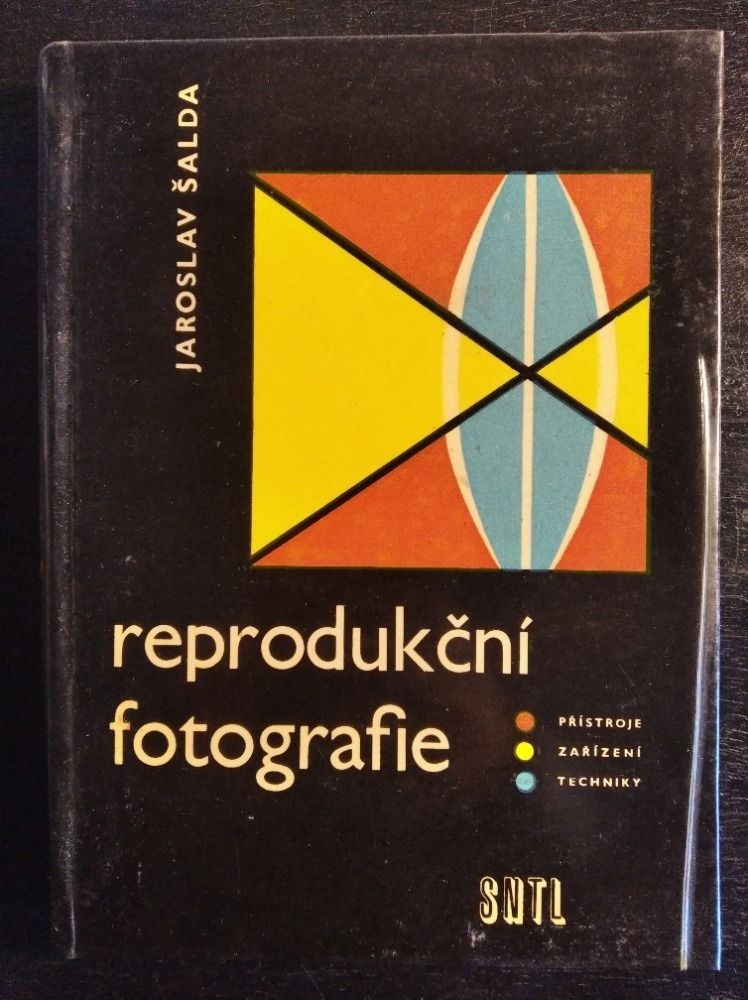 JAROSLAV ŠALDA
reprodukční
fotografie
PŘÍSTROJE
ZAŘÍZENÍ
TECHNIKY
SNTL